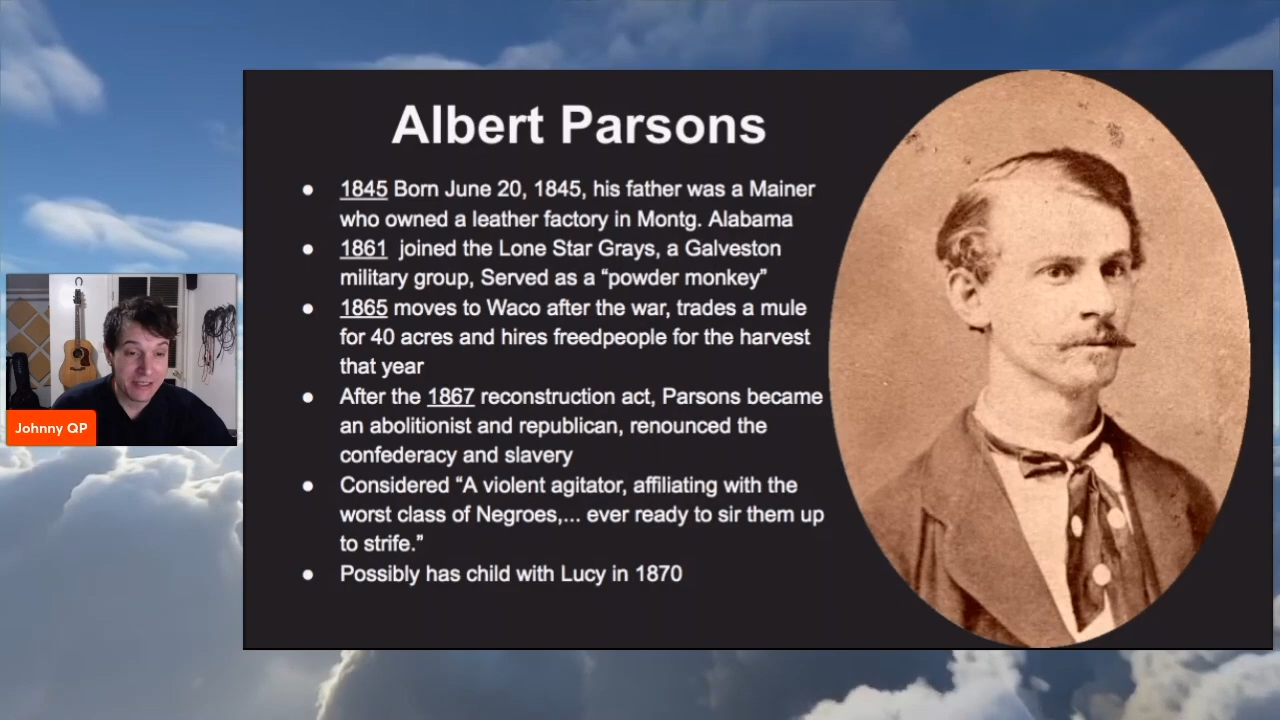 Albert Parsons
● 1845 Born June 20, 1845, his father was a Mainer
who owned a leather factory in Montg. Alabama
● 1861 joined the Lone Star Grays, a Galveston
military group, Served as a “powder monkey”
● 1865 moves to Waco after the war, trades a mule
for 40 acres and hires freedpeople for the harvest
that year
● After the 1867 reconstruction act, Parsons became
an abolitionist and republican, renounced the
confederacy and slavery
● Considered “A violent agitator, affiliating with the
worst class of Negroes,... ever ready to sir them up
to strife.”
● Possibly has child with Lucy in 1870
Johnny QP